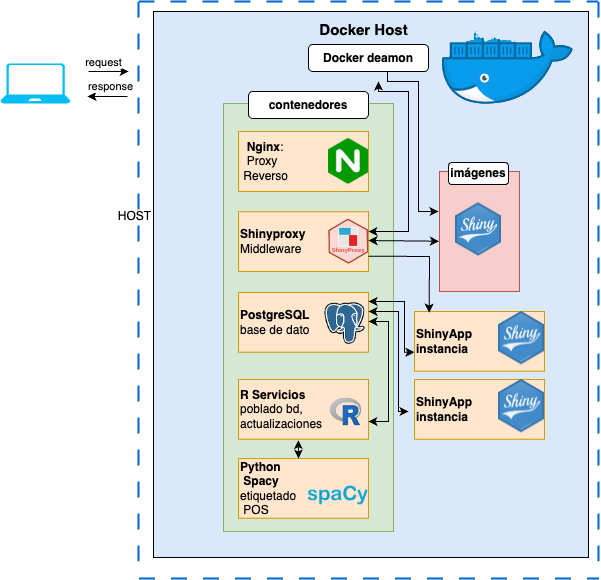 Docker Host
request
response
Docker deamon
contenedores
Nginx:
Proxy
Reverso
imágenes
Shiny
HOST
Shinyproxy
Middleware
ShinyProxy
PostgreSQL
base de dato
ShinyApp
instancia
Shiny
ShinyApp
instancia
Shiny
R Servicios
poblado bd,
actualizaciones
R
Python
Spacy
etiquetado
POS
spaCy